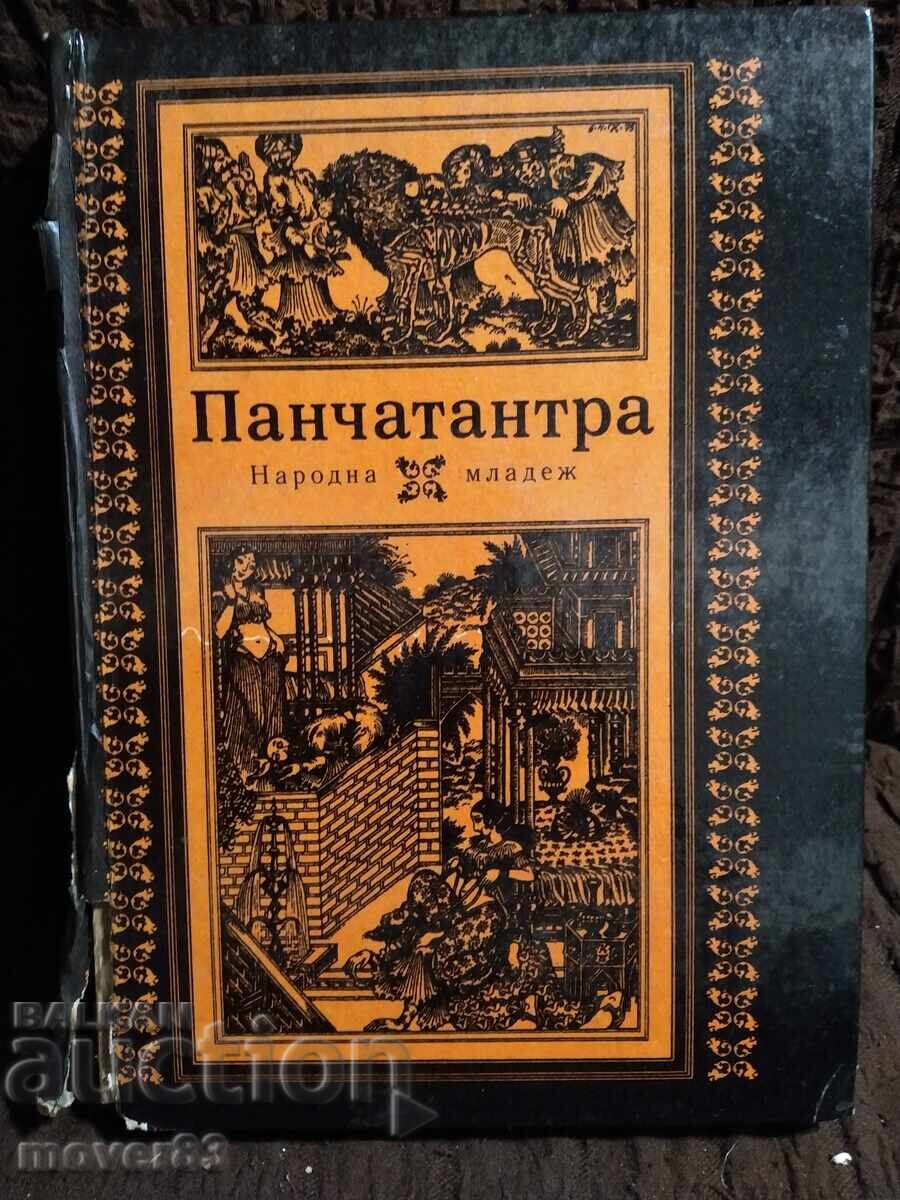 Панчатантра
Народна младеж
BALKAN
auction
mover83